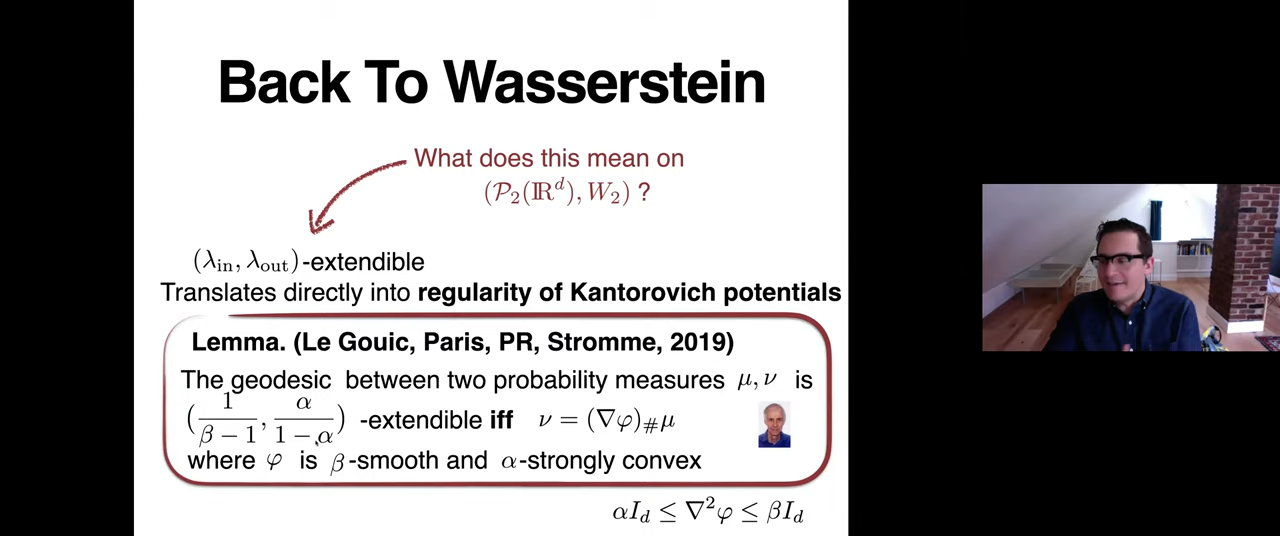 Back To Wasserstein
What does this mean on
(𝒫₂(ℝᵈ), W₂) ?
(λ_in, λ_out)-extendible
Translates directly into regularity of Kantorovich potentials
Lemma. (Le Gouic, Paris, PR, Stromme, 2019)
The geodesic between two probability measures μ, ν is
(1/(β − 1), α/(1 − α)) -extendible iff ν = (∇φ)_#μ
where φ is β-smooth and α-strongly convex
αI_d ≤ ∇²φ ≤ βI_d